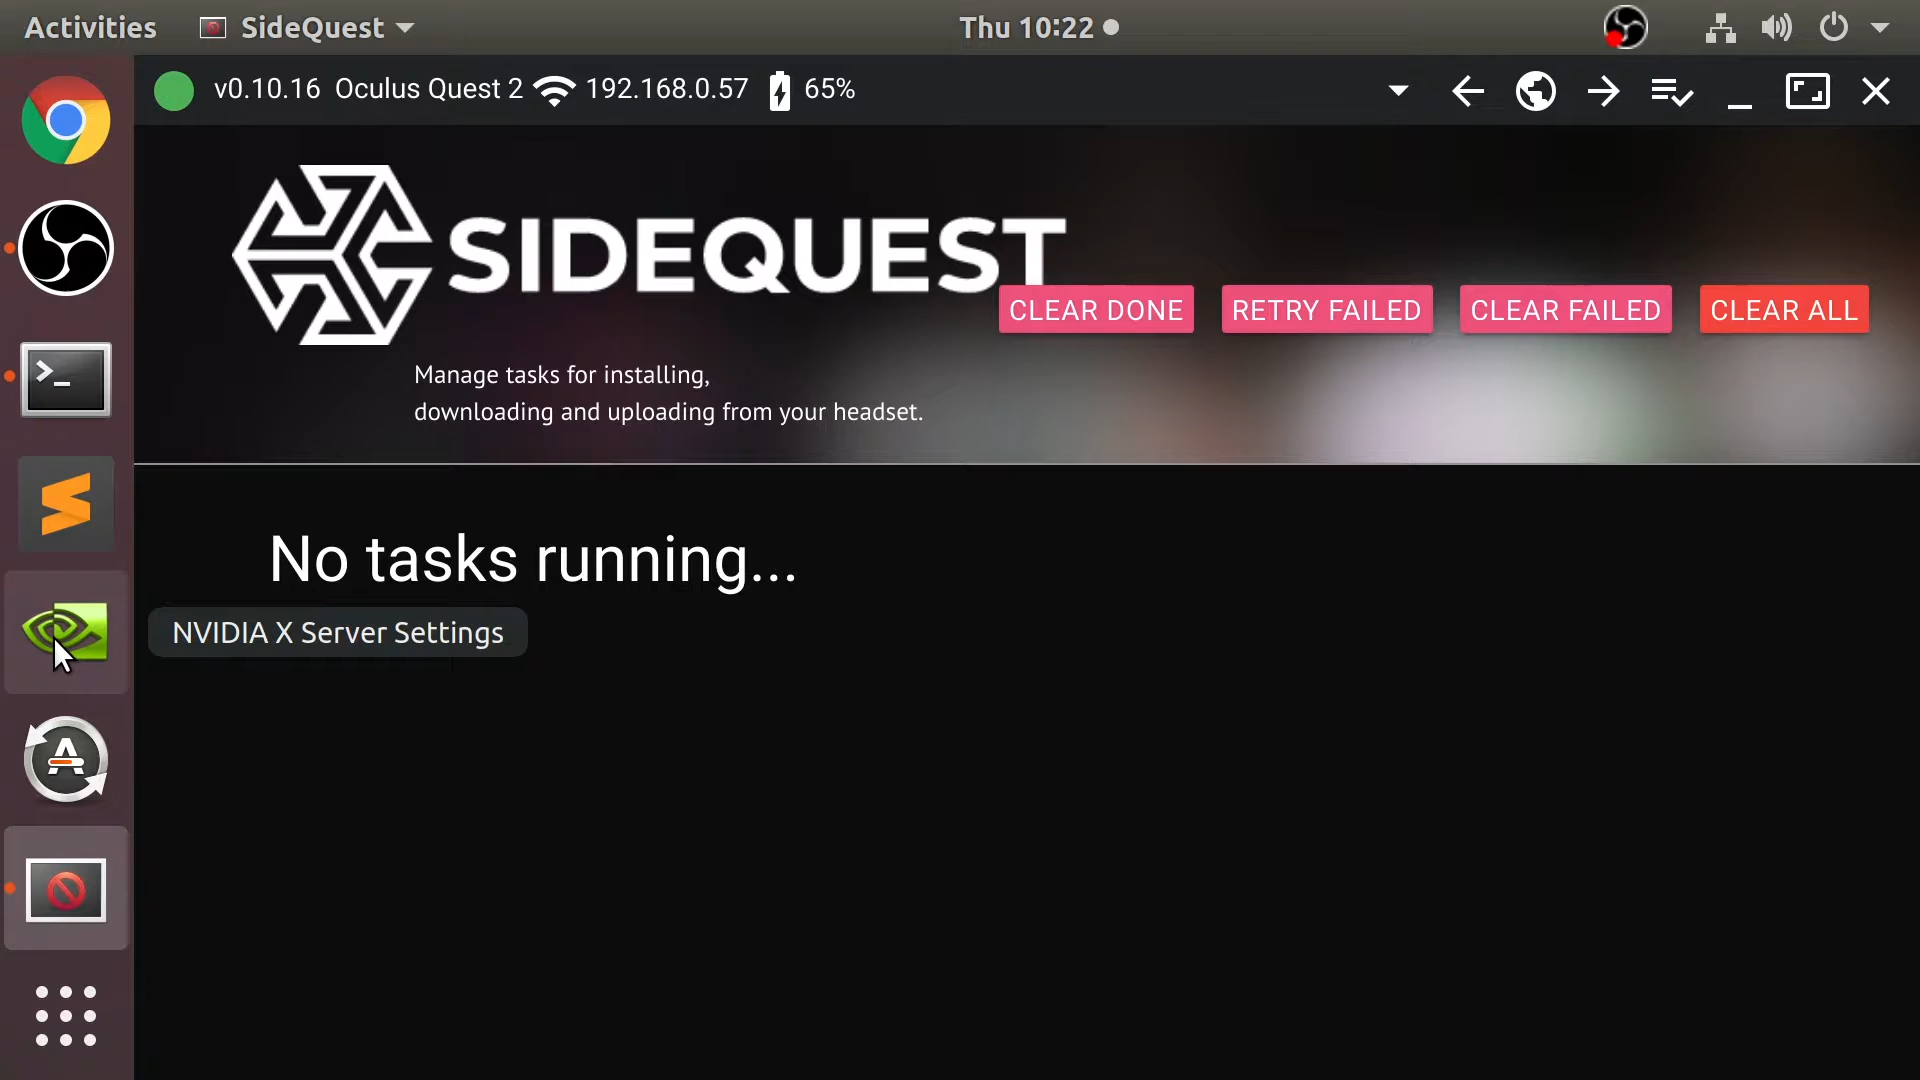 Activities SideQuest Thu 10:22
v0.10.16 Oculus Quest 2 192.168.0.57 65%
SIDEQUEST
CLEAR DONE RETRY FAILED CLEAR FAILED CLEAR ALL
Manage tasks for installing,
downloading and uploading from your headset.
No tasks running...
NVIDIA X Server Settings